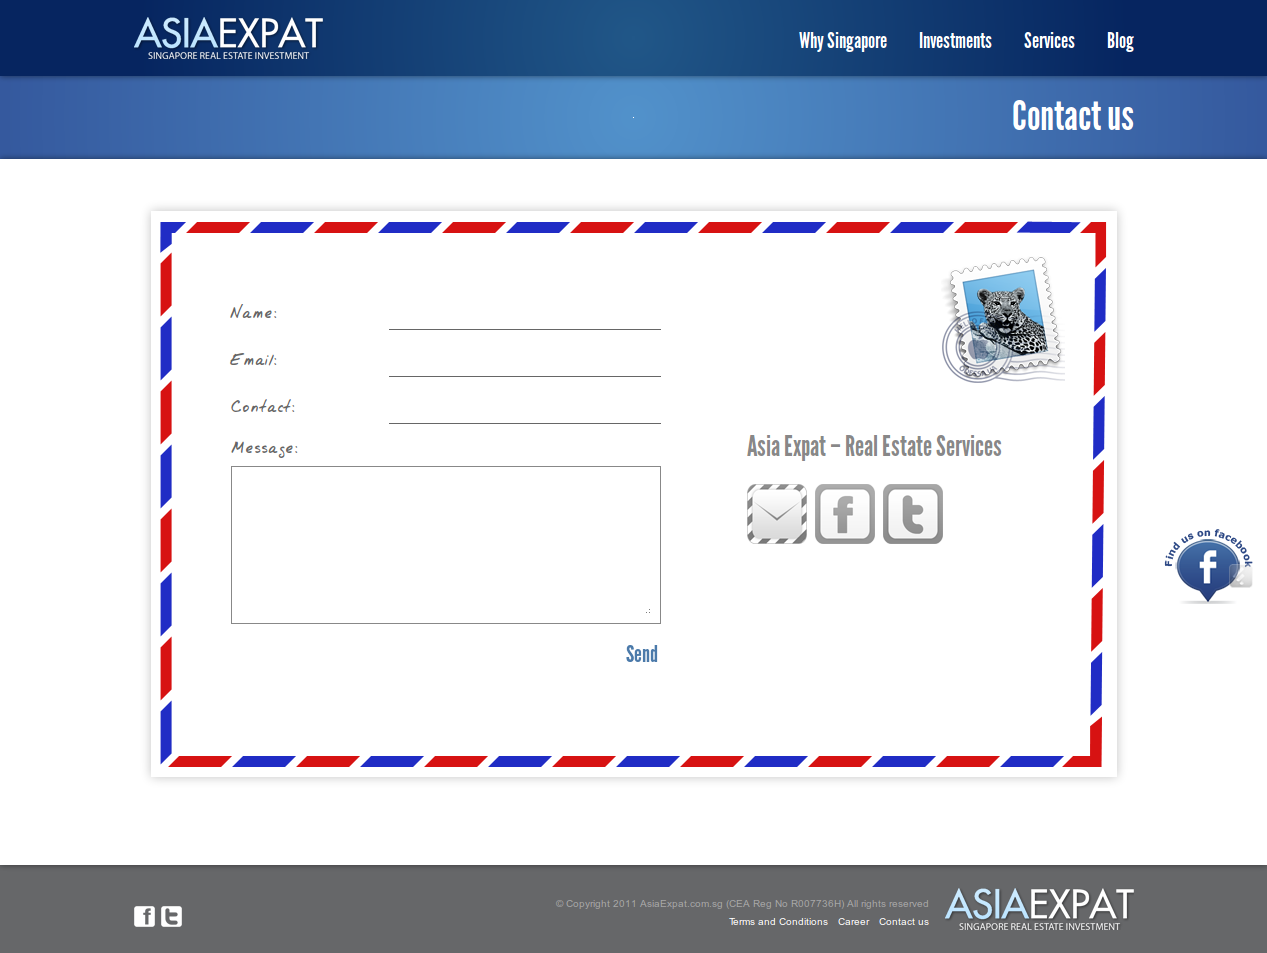 ASIAEXPAT
SINGAPORE REAL ESTATE INVESTMENT
Why Singapore
Investments
Services
Blog
Contact us
Name:
Email:
Contact:
Message:
Send
Asia Expat – Real Estate Services
Find us on facebook
© Copyright 2011 AsiaExpat.com.sg (CEA Reg No R007736H) All rights reserved
Terms and Conditions
Career
Contact us
ASIAEXPAT
SINGAPORE REAL ESTATE INVESTMENT